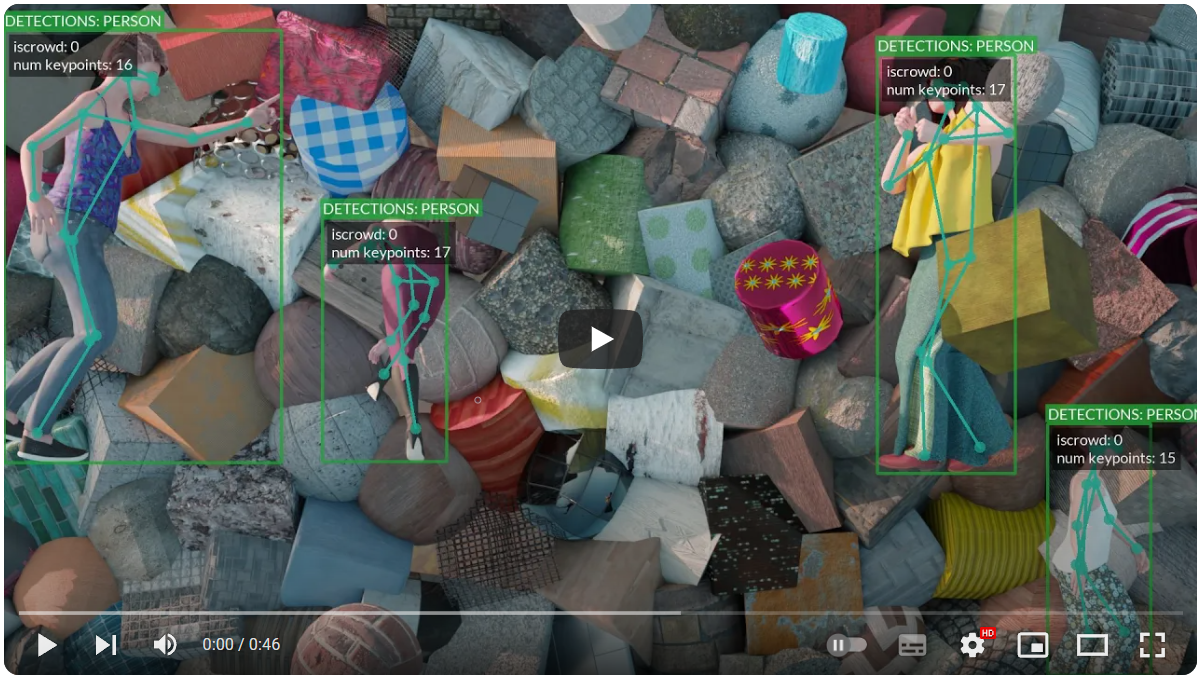 DETECTIONS: PERSON
iscrowd: 0
num keypoints: 16
DETECTIONS: PERSON
iscrowd: 0
num keypoints: 17
DETECTIONS: PERSON
iscrowd: 0
num keypoints: 17
DETECTIONS: PERSON
iscrowd: 0
num keypoints: 15
0:00 / 0:46
HD